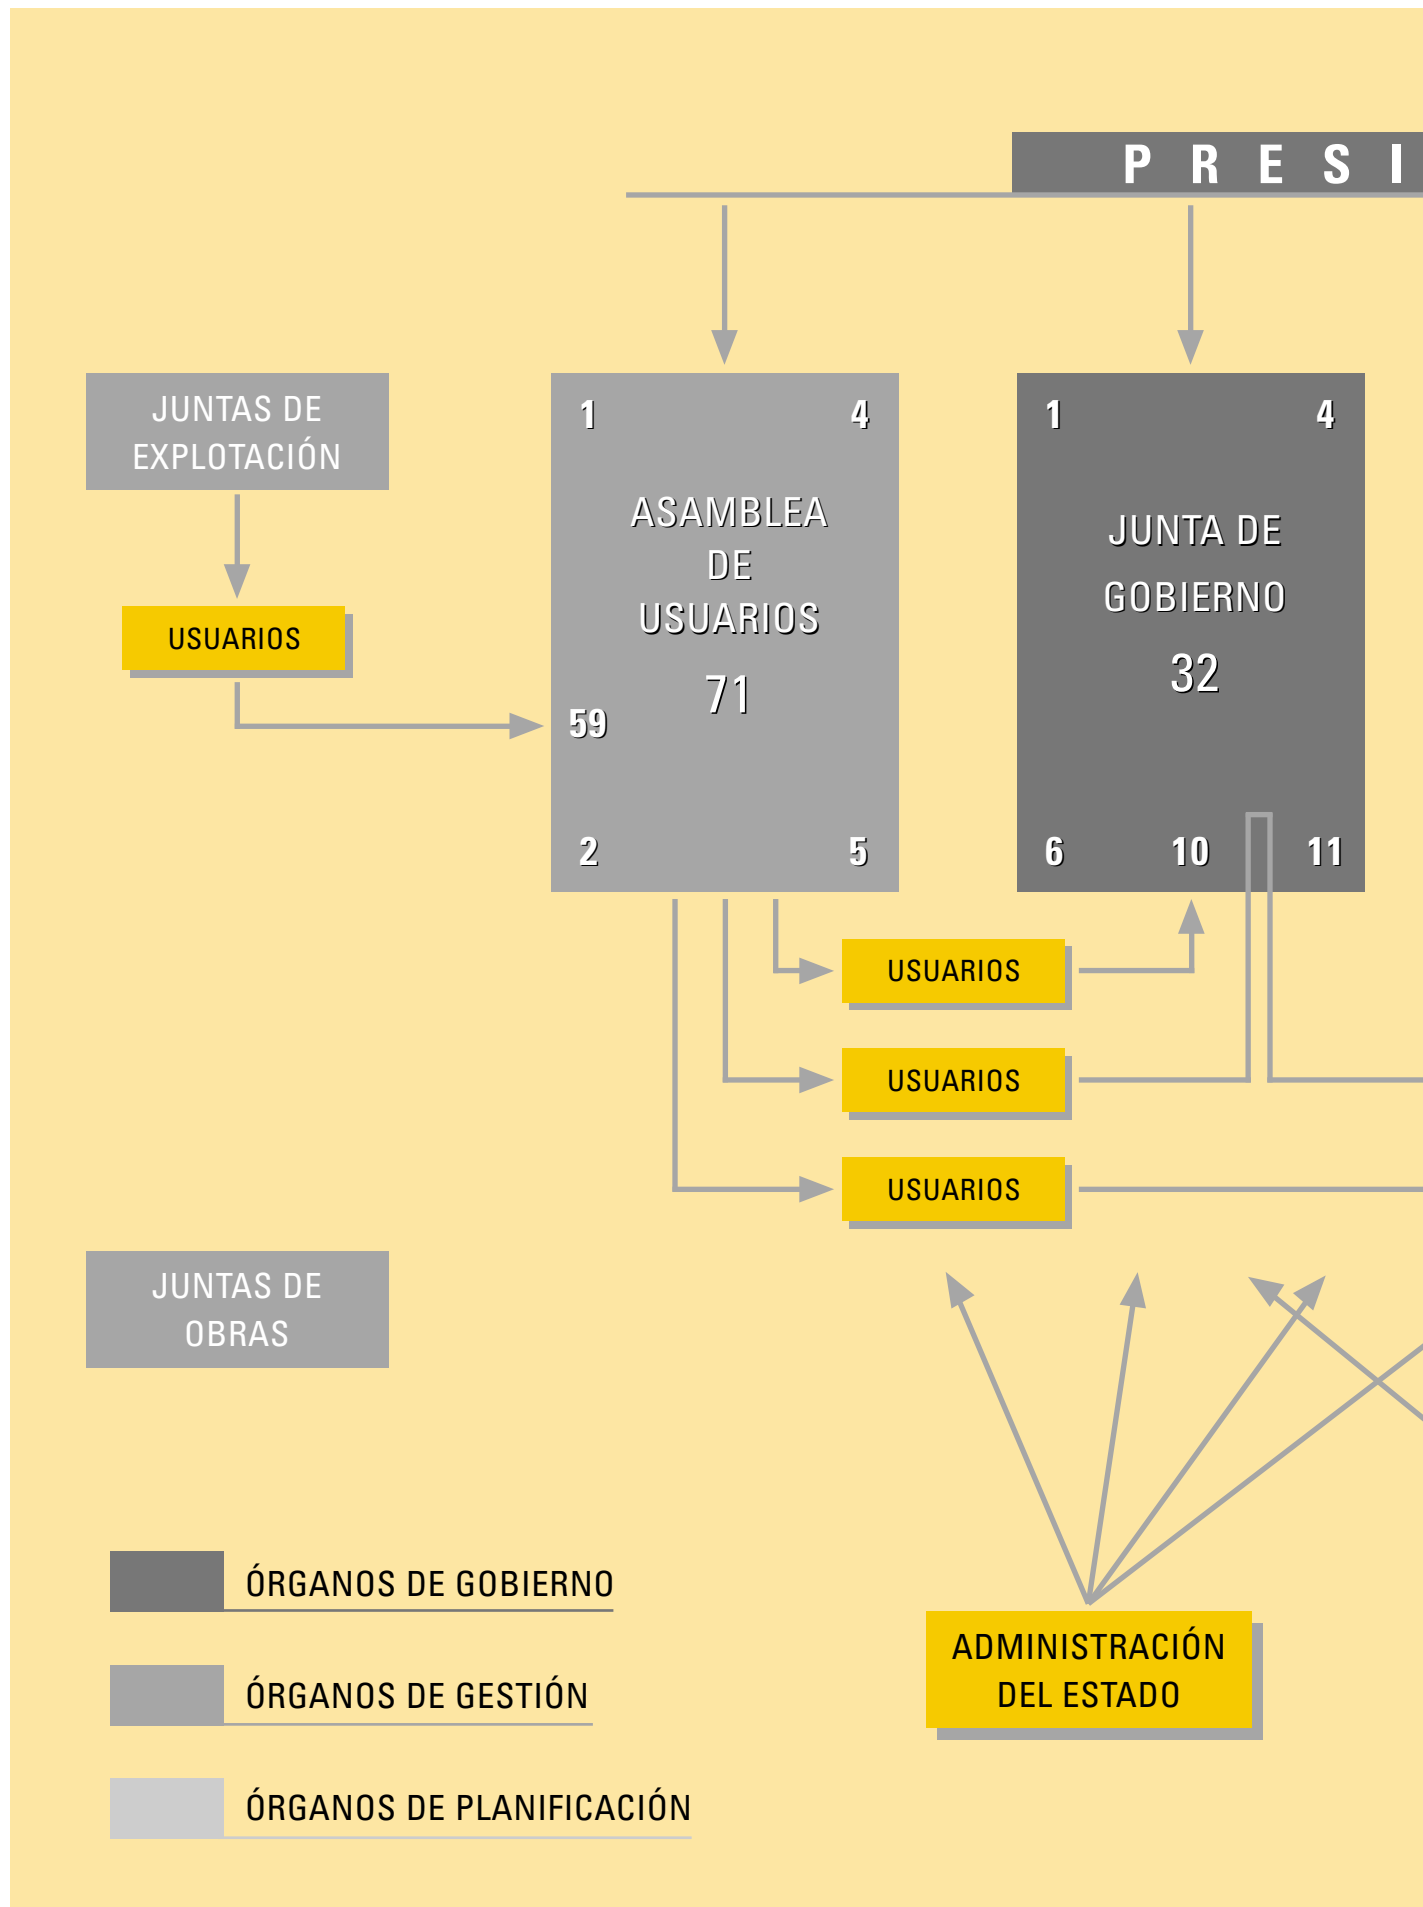 PRESI
JUNTAS DE
EXPLOTACIÓN
USUARIOS
1 4
ASAMBLEA
DE
USUARIOS
71
59
2 5
1 4
JUNTA DE
GOBIERNO
32
6 10 11
USUARIOS
USUARIOS
USUARIOS
JUNTAS DE
OBRAS
ÓRGANOS DE GOBIERNO
ÓRGANOS DE GESTIÓN
ÓRGANOS DE PLANIFICACIÓN
ADMINISTRACIÓN
DEL ESTADO